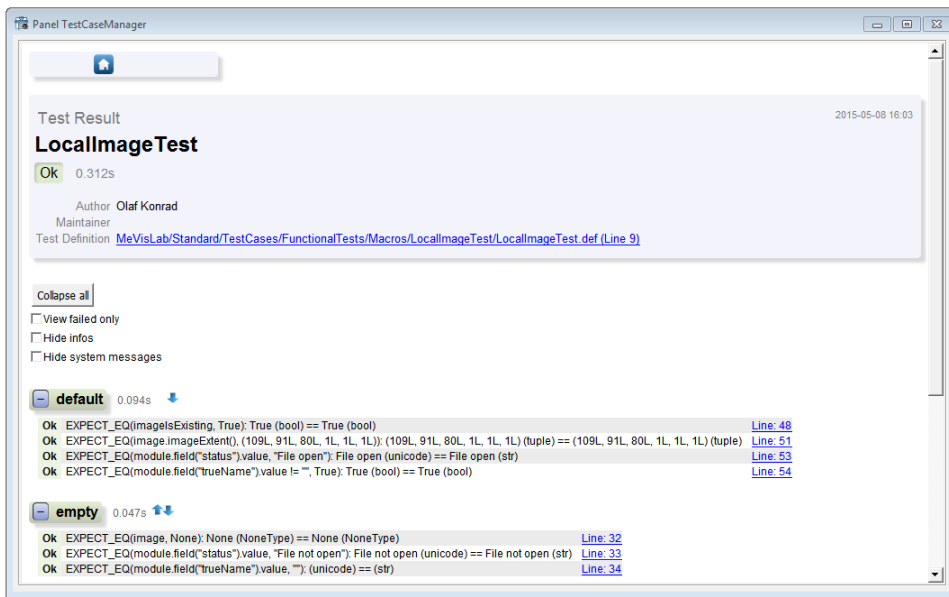 Panel TestCaseManager
Test Result 2015-05-08 16:03
LocalImageTest
Ok 0.312s
Author Olaf Konrad
Maintainer
Test Definition MeVisLab/Standard/TestCases/FunctionalTests/Macros/LocalImageTest/LocalImageTest.def (Line 9)
Collapse all
View failed only
Hide infos
Hide system messages
default 0.094s
Ok EXPECT_EQ(imageIsExisting, True): True (bool) == True (bool) Line: 48
Ok EXPECT_EQ(image.imageExtent(), (109L, 91L, 80L, 1L, 1L, 1L)): (109L, 91L, 80L, 1L, 1L, 1L) (tuple) == (109L, 91L, 80L, 1L, 1L, 1L) (tuple) Line: 51
Ok EXPECT_EQ(module.field("status").value, "File open"): File open (unicode) == File open (str) Line: 53
Ok EXPECT_EQ(module.field("trueName").value != "", True): True (bool) == True (bool) Line: 54
empty 0.047s
Ok EXPECT_EQ(image, None): None (NoneType) == None (NoneType) Line: 32
Ok EXPECT_EQ(module.field("status").value, "File not open"): File not open (unicode) == File not open (str) Line: 33
Ok EXPECT_EQ(module.field("trueName").value, ""): (unicode) == (str) Line: 34